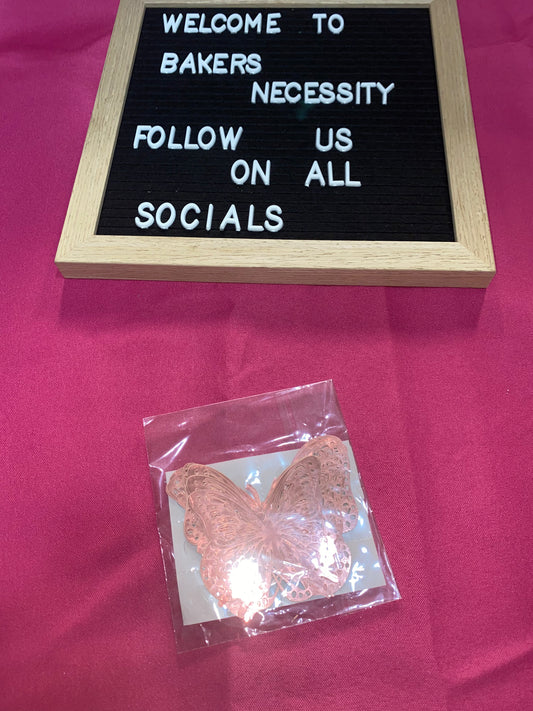 WELCOME TO
BAKERS
NECESSITY
FOLLOW US
ON ALL
SOCIALS